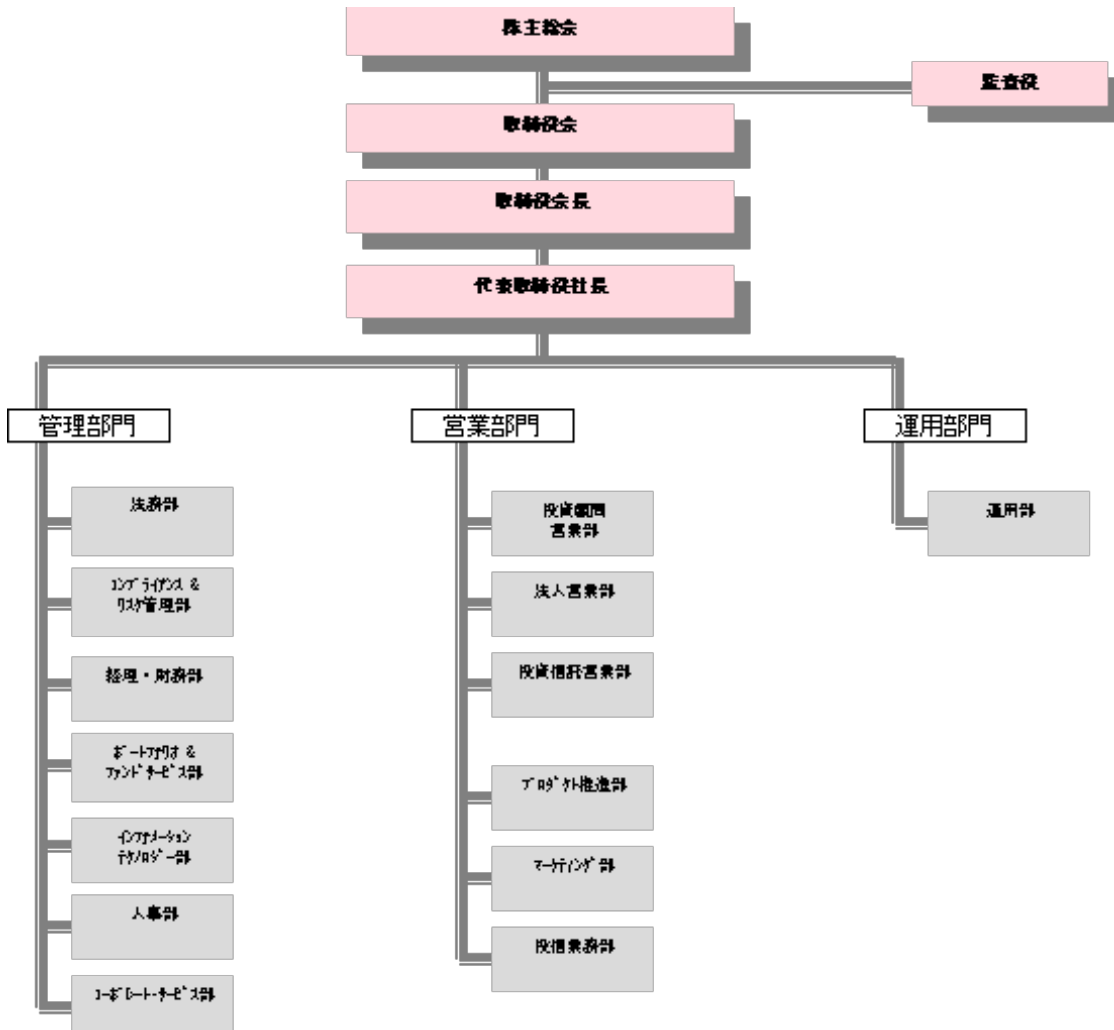 株主総会
監査役
取締役会
取締役会長
代表取締役社長
管理部門
営業部門
運用部門
法務部
ｺﾝﾌﾟﾗｲｱﾝｽ &
ﾘｽｸ管理部
経理・財務部
ﾎﾟｰﾄﾌｫﾘｵ &
ﾌｧﾝﾄﾞｻｰﾋﾞｽ部
ｲﾝﾌｫﾒｰｼｮﾝ
ﾃｸﾉﾛｼﾞｰ部
人事部
ｺｰﾎﾟﾚｰﾄ･ｻｰﾋﾞｽ部
投資顧問
営業部
法人営業部
投資信託営業部
ﾌﾟﾛﾀﾞｸﾄ推進部
ﾏｰｹﾃｨﾝｸﾞ部
投信業務部
運用部